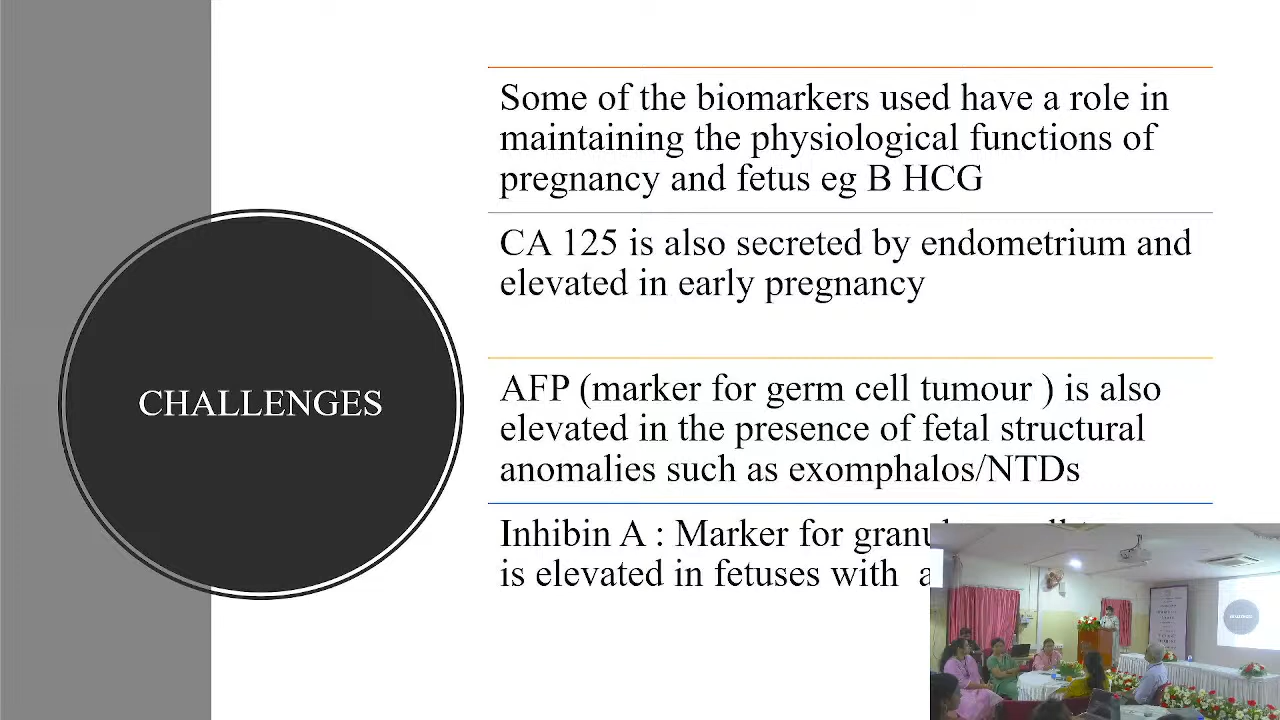 Some of the biomarkers used have a role in
maintaining the physiological functions of
pregnancy and fetus eg B HCG
CA 125 is also secreted by endometrium and
elevated in early pregnancy
CHALLENGES
AFP (marker for germ cell tumour ) is also
elevated in the presence of fetal structural
anomalies such as exomphalos/NTDs
Inhibin A : Marker for
is elevated in fetuses with